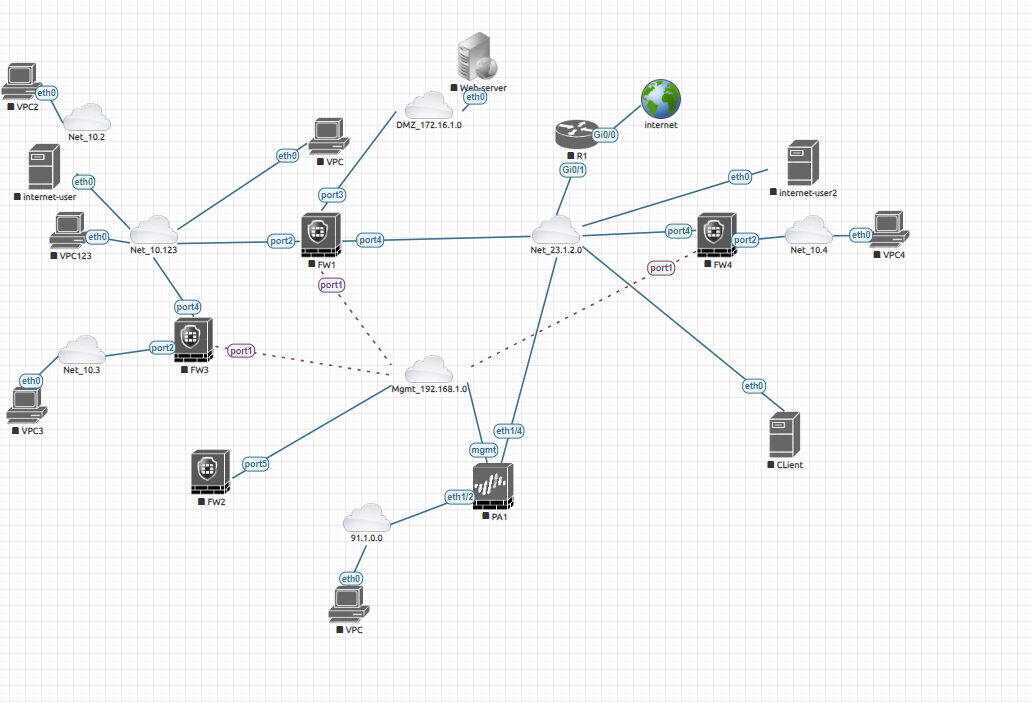 Web-server
eth0
VPC2
eth0
Net_10.2
DMZ_172.16.1.0
internet
R1
Gi0/0
Gi0/1
VPC
eth0
internet-user
eth0
port3
eth0
internet-user2
VPC123
eth0
Net_10.123
port2
FW1
port4
Net_23.1.2.0
port4
FW4
port2
Net_10.4
eth0
VPC4
port1
port1
port4
Net_10.3
port2
FW3
port1
eth0
VPC3
Mgmt_192.168.1.0
eth0
CLient
eth1/4
mgmt
port5
FW2
eth1/2
PA1
91.1.0.0
eth0
VPC